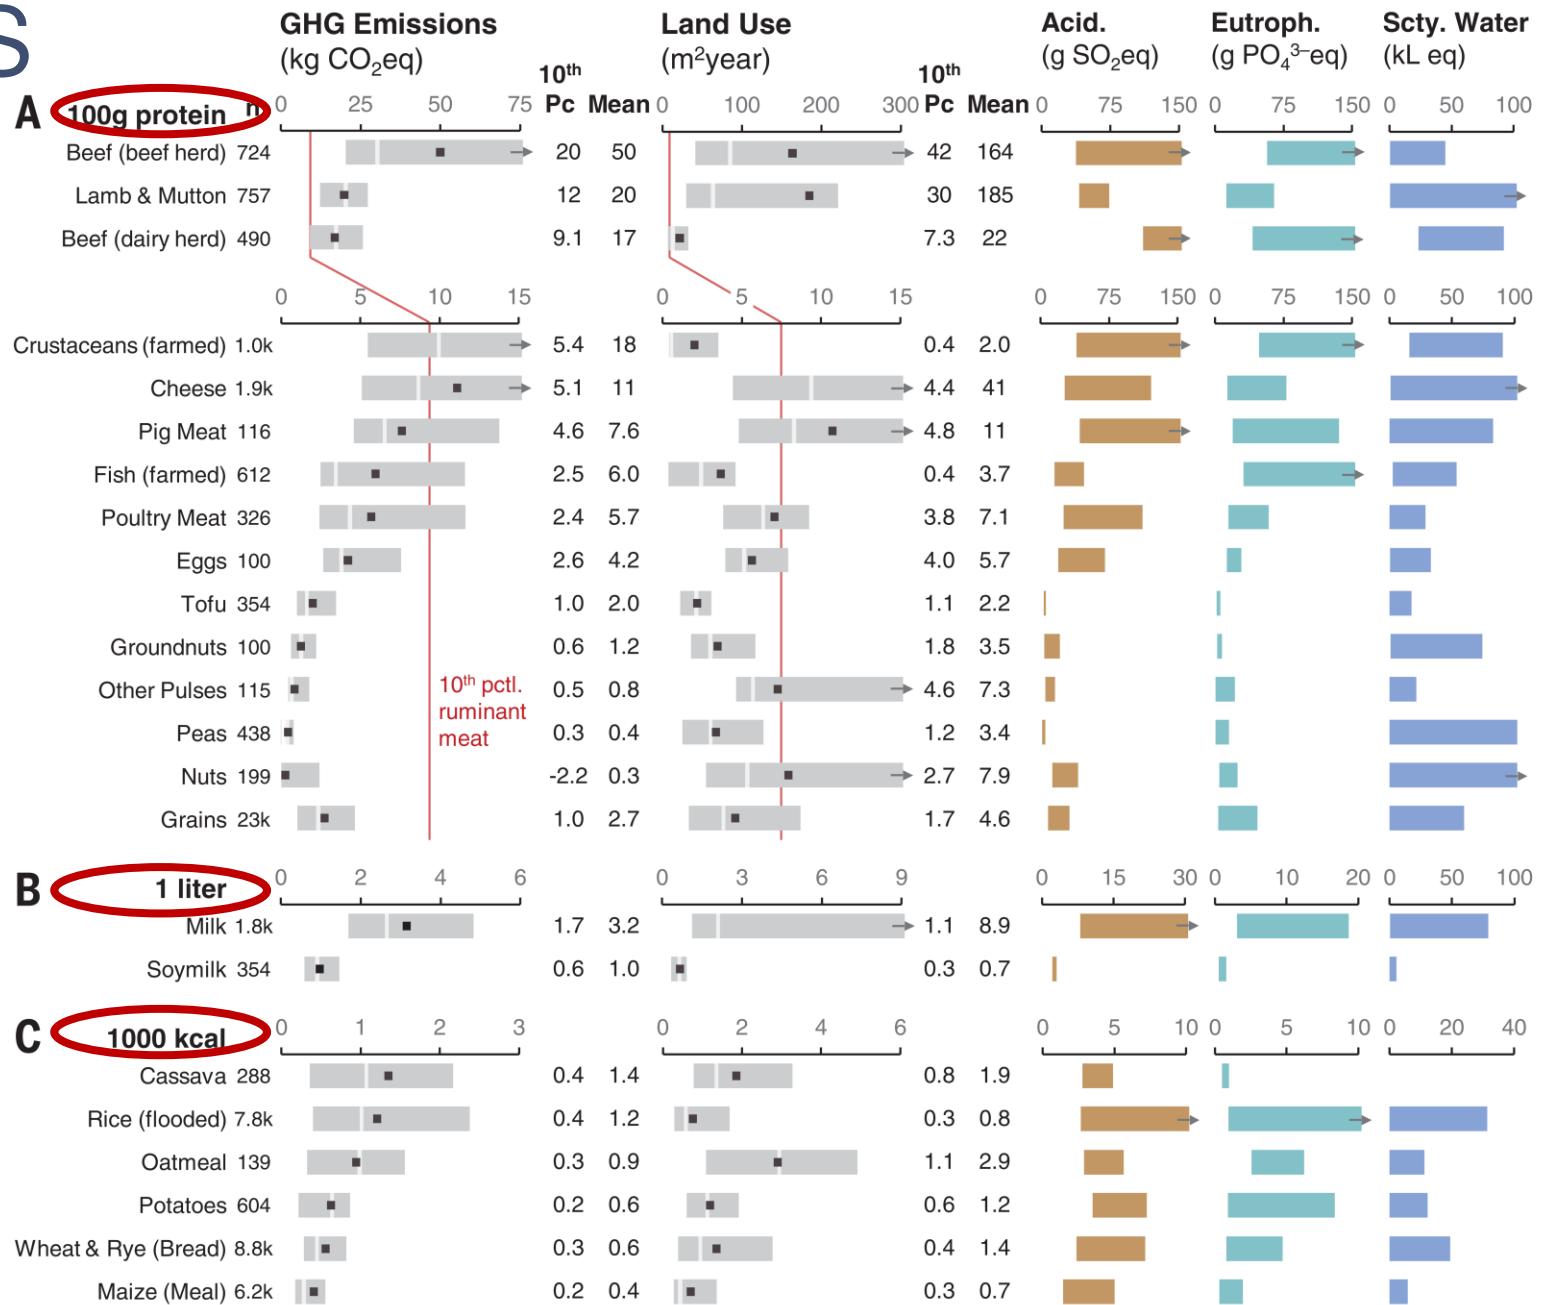 S
GHG Emissions Land Use Acid. Eutroph. Scty. Water
(kg CO₂eq) (m²year) (g SO₂eq) (g PO₄³⁻eq) (kL eq)
10th 10th
A 100g protein n 0 25 50 75 Pc Mean 0 100 200 300 Pc Mean 0 75 150 0 75 150 0 50 100
Beef (beef herd) 724 20 50 42 164
Lamb & Mutton 757 12 20 30 185
Beef (dairy herd) 490 9.1 17 7.3 22
0 5 10 15 0 5 10 15 0 75 150 0 75 150 0 50 100
Crustaceans (farmed) 1.0k 5.4 18 0.4 2.0
Cheese 1.9k 5.1 11 4.4 41
Pig Meat 116 4.6 7.6 4.8 11
Fish (farmed) 612 2.5 6.0 0.4 3.7
Poultry Meat 326 2.4 5.7 3.8 7.1
Eggs 100 2.6 4.2 4.0 5.7
Tofu 354 1.0 2.0 1.1 2.2
Groundnuts 100 0.6 1.2 1.8 3.5
Other Pulses 115 0.5 0.8 4.6 7.3
Peas 438 0.3 0.4 1.2 3.4
Nuts 199 -2.2 0.3 2.7 7.9
Grains 23k 1.0 2.7 1.7 4.6
10th pctl.
ruminant
meat
B 1 liter 0 2 4 6 0 3 6 9 0 15 30 0 10 20 0 50 100
Milk 1.8k 1.7 3.2 1.1 8.9
Soymilk 354 0.6 1.0 0.3 0.7
C 1000 kcal 0 1 2 3 0 2 4 6 0 5 10 0 5 10 0 20 40
Cassava 288 0.4 1.4 0.8 1.9
Rice (flooded) 7.8k 0.4 1.2 0.3 0.8
Oatmeal 139 0.3 0.9 1.1 2.9
Potatoes 604 0.2 0.6 0.6 1.2
Wheat & Rye (Bread) 8.8k 0.3 0.6 0.4 1.4
Maize (Meal) 6.2k 0.2 0.4 0.3 0.7